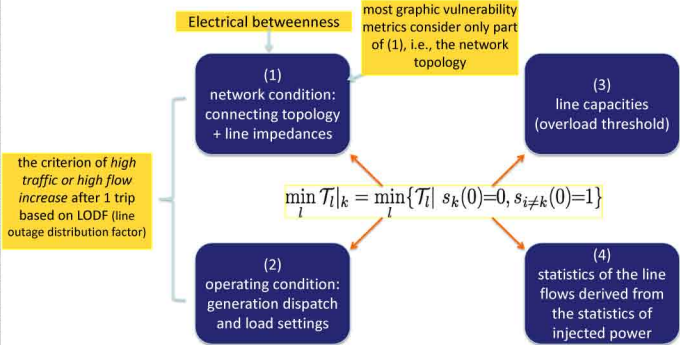 Electrical betweenness
most graphic vulnerability
metrics consider only part
of (1), i.e., the network
topology
(1)
network condition:
connecting topology
+ line impedances
(3)
line capacities
(overload threshold)
the criterion of high
traffic or high flow
increase after 1 trip
based on LODF (line
outage distribution factor)
min_l 𝒯_l|_k = min_l{𝒯_l| s_k(0)=0, s_{i≠k}(0)=1}
(2)
operating condition:
generation dispatch
and load settings
(4)
statistics of the line
flows derived from
the statistics of
injected power